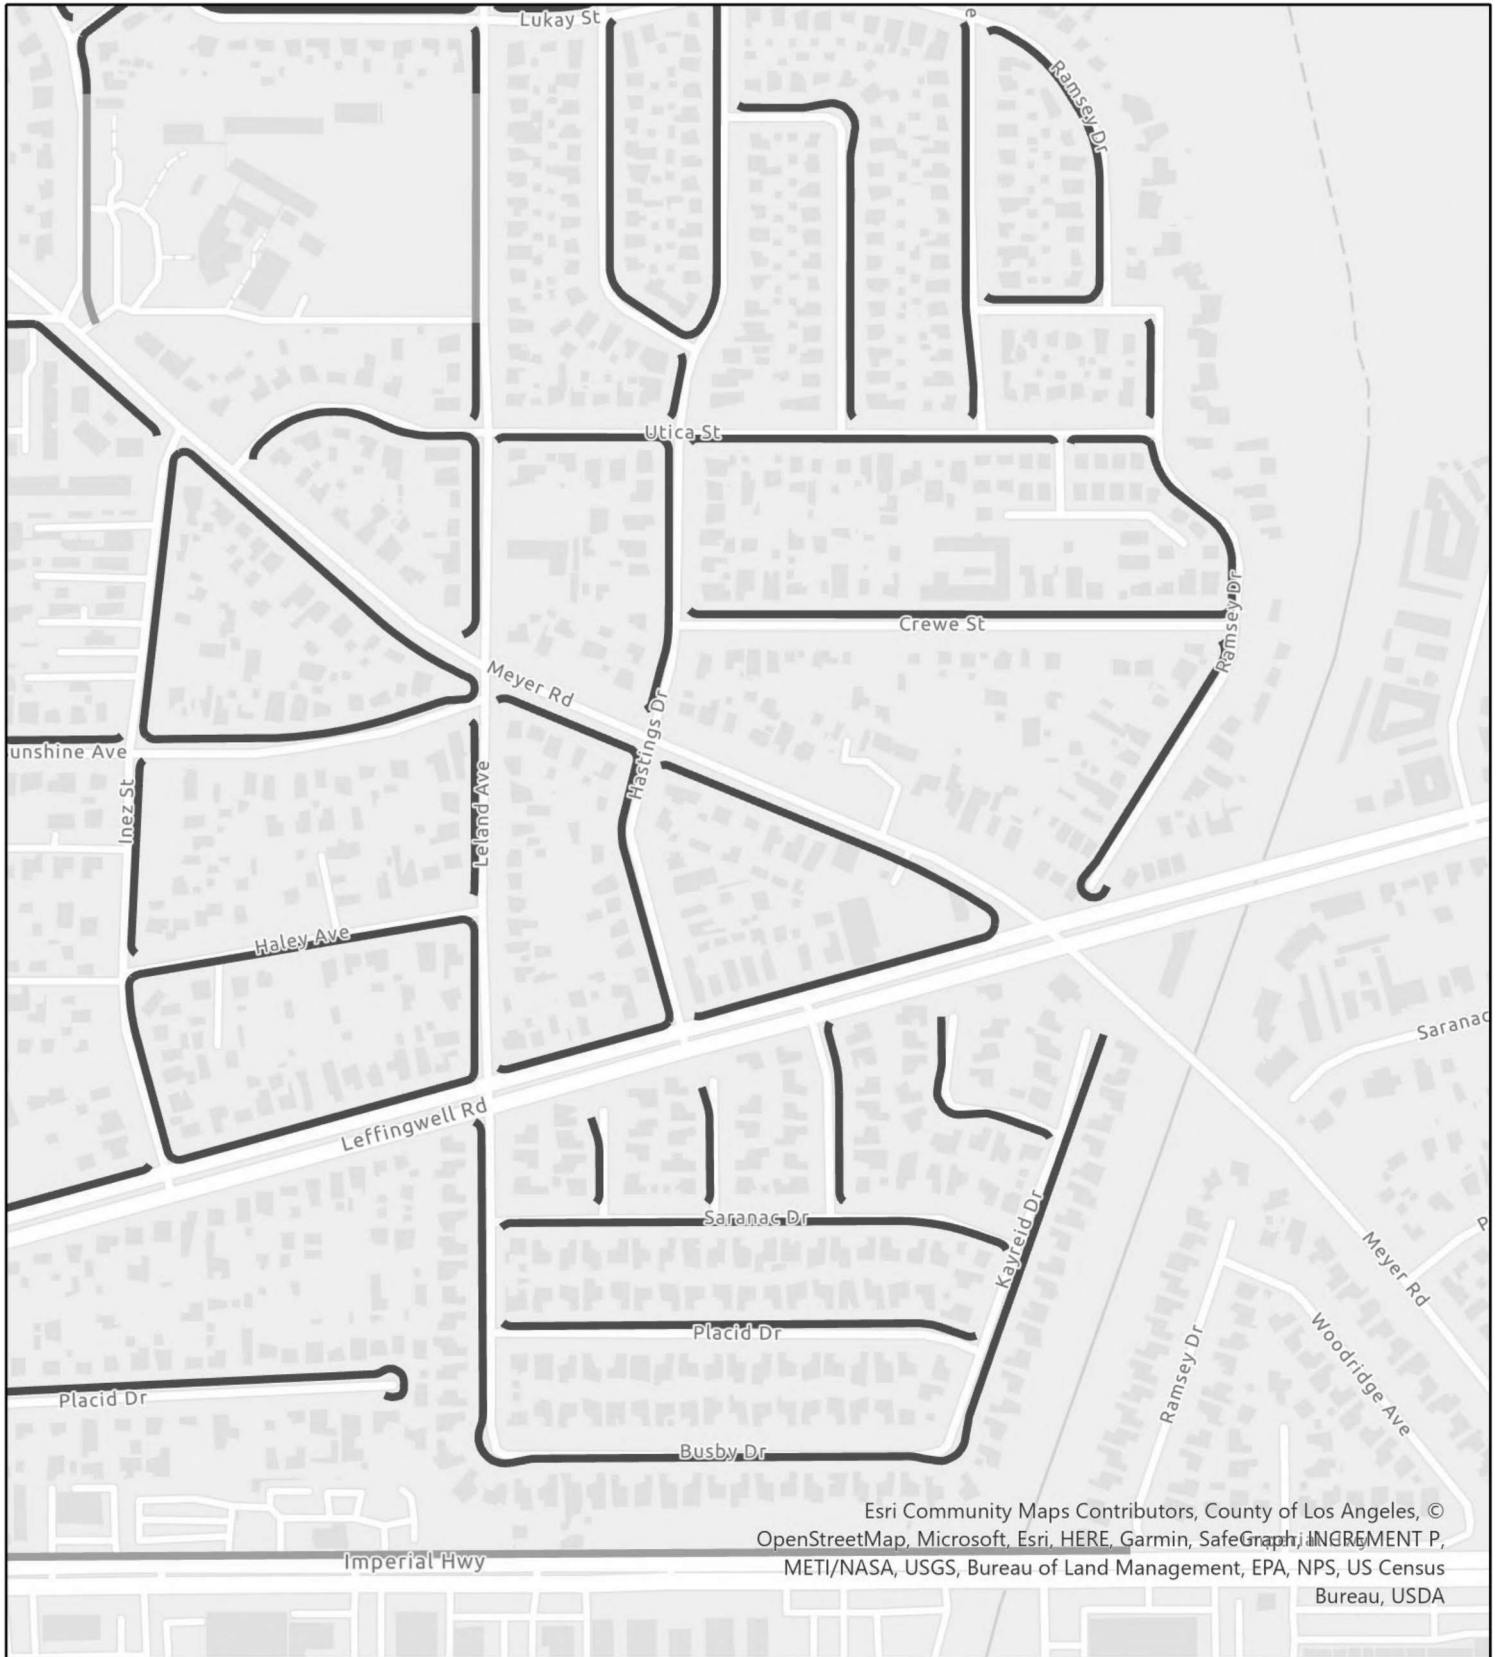 Lukay St
e
Ramsey Dr
Utica St
Crewe St
Ramsey Dr
Meyer Rd
Hastings Dr
unshine Ave
Inez St
Leland Ave
Haley Ave
Saranac
Leffingwell Rd
Saranac Dr
Kayreid Dr
P
Meyer Rd
Placid Dr
Ramsey Dr
Woodridge Ave
Placid Dr
Busby Dr
Esri Community Maps Contributors, County of Los Angeles, ©
OpenStreetMap, Microsoft, Esri, HERE, Garmin, SafeGraph, INCREMENT P,
METI/NASA, USGS, Bureau of Land Management, EPA, NPS, US Census
Bureau, USDA
Imperial Hwy